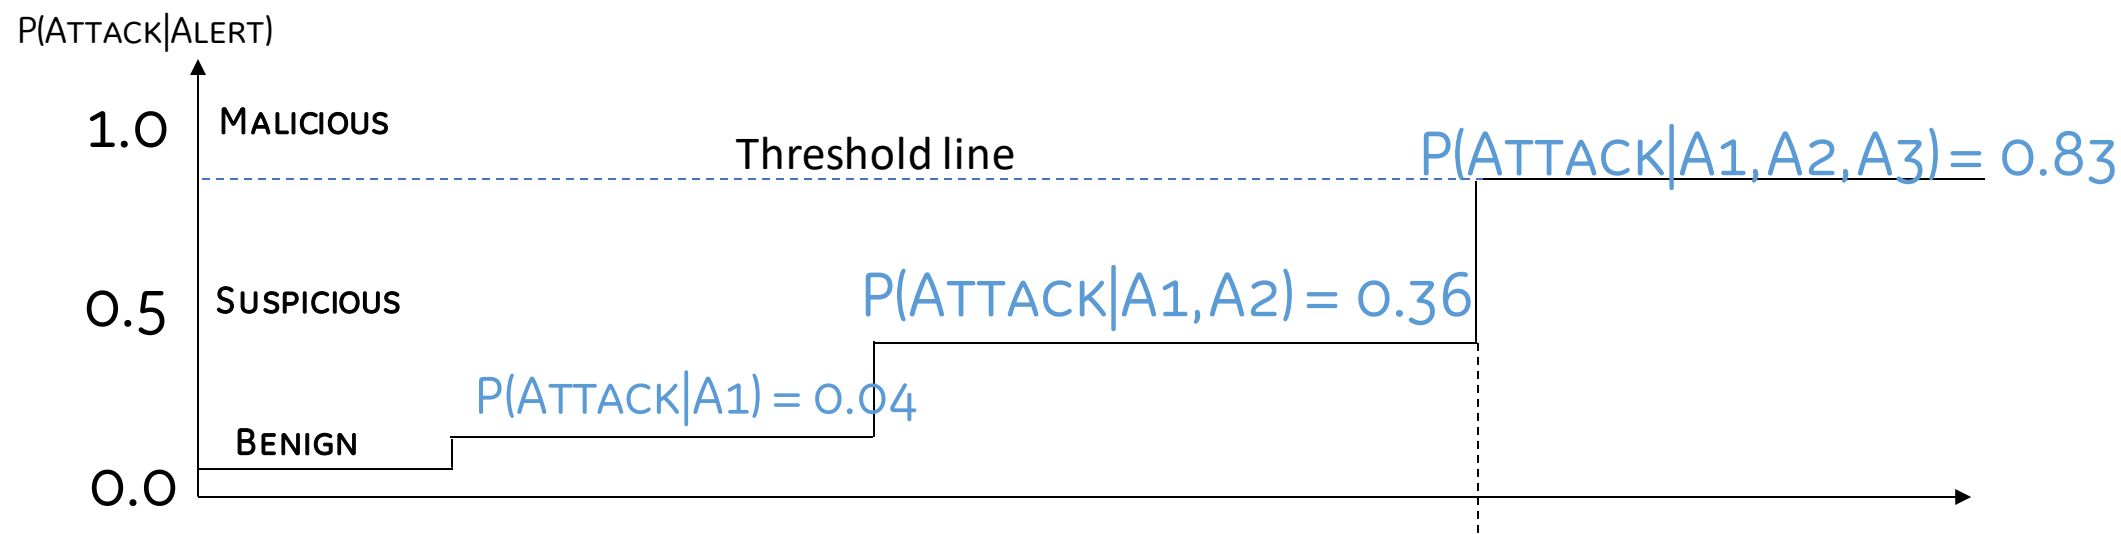 P(ATTACK|ALERT)
1.0
MALICIOUS
Threshold line
P(ATTACK|A1,A2,A3) = 0.83
0.5
SUSPICIOUS
P(ATTACK|A1,A2) = 0.36
P(ATTACK|A1) = 0.04
BENIGN
0.0